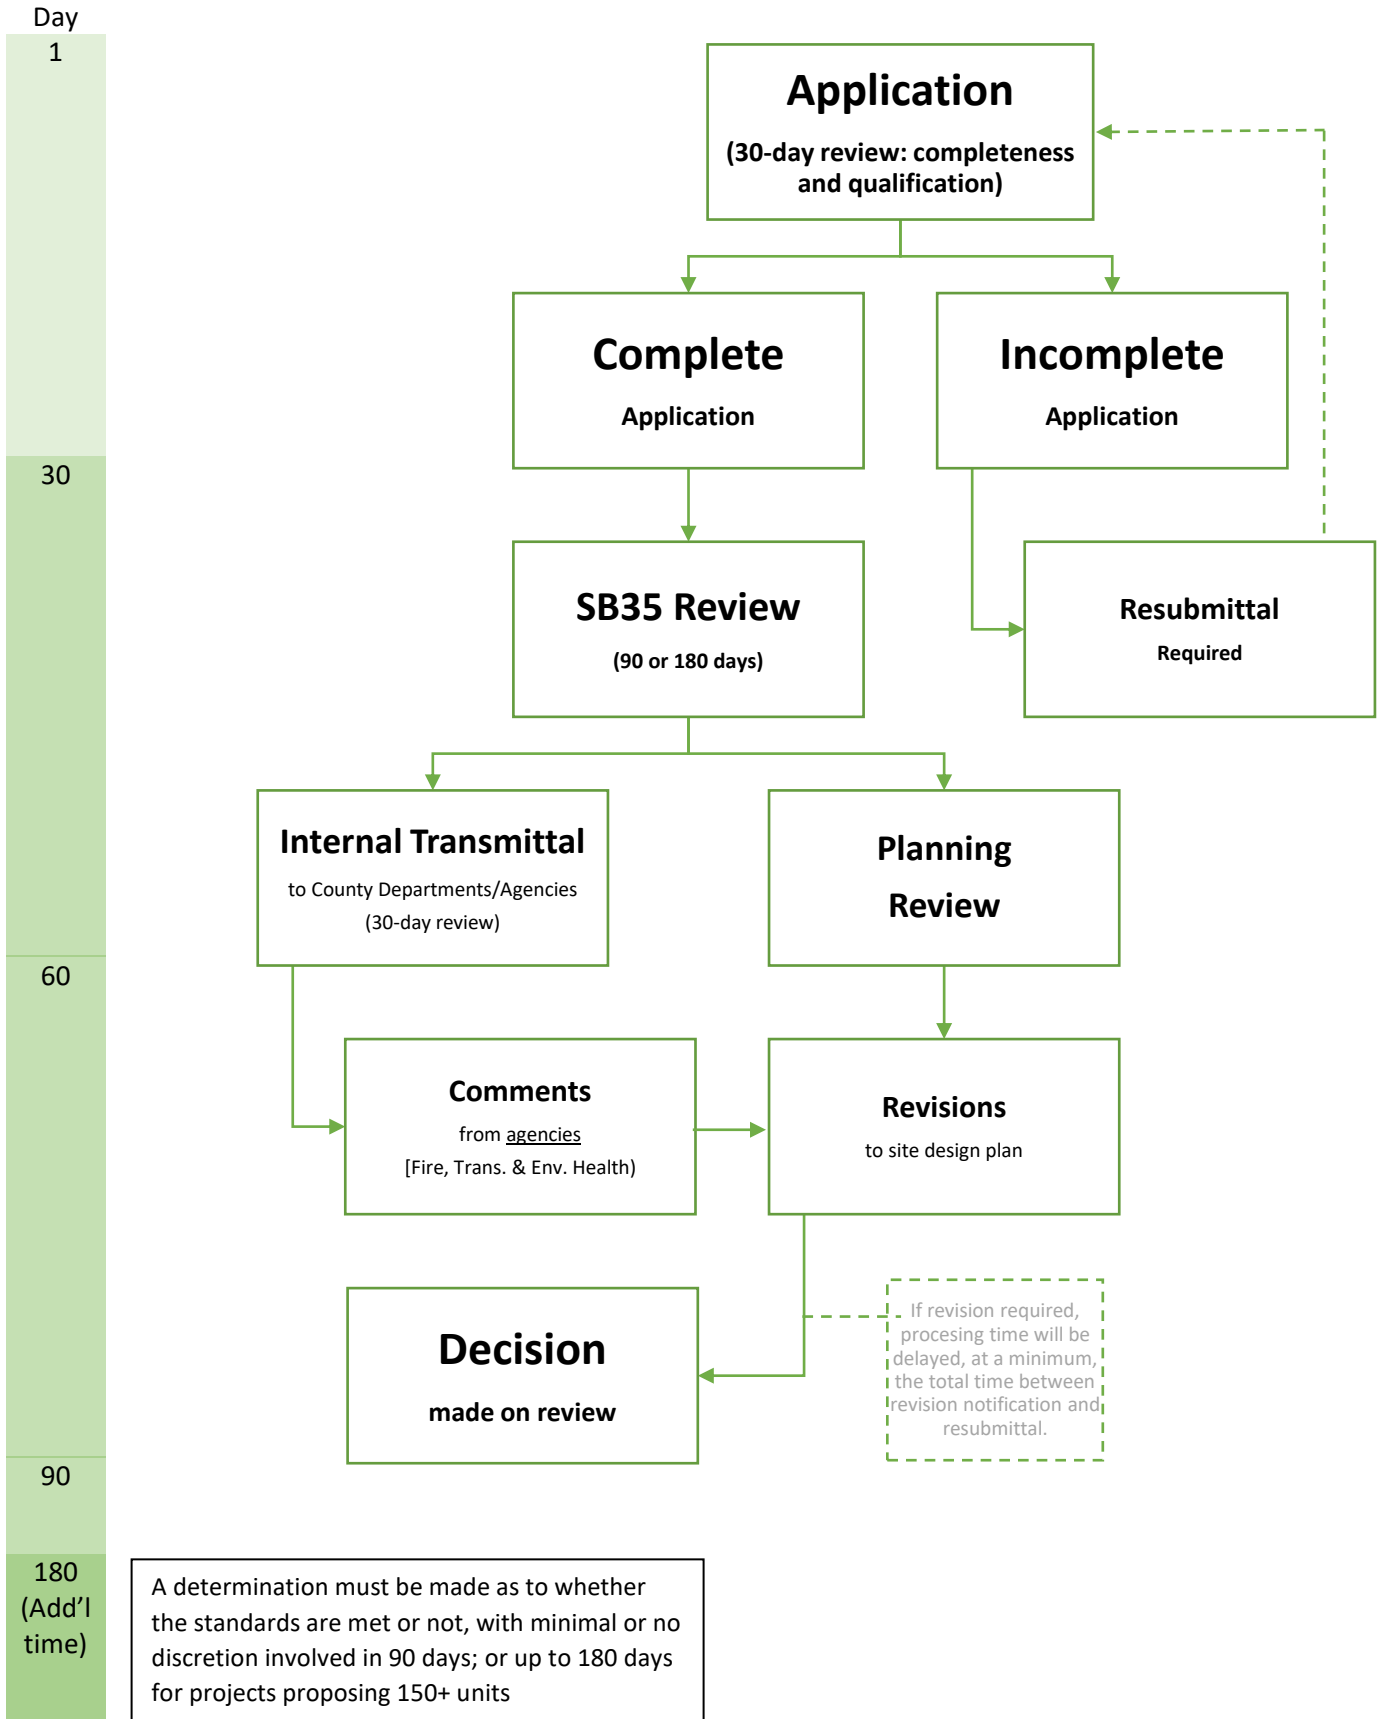 Day
1
Application
(30-day review: completeness
and qualification)
Complete
Application
Incomplete
Application
30
SB35 Review
(90 or 180 days)
Resubmittal
Required
Internal Transmittal
to County Departments/Agencies
(30-day review)
Planning
Review
60
Comments
from agencies
[Fire, Trans. & Env. Health)
Revisions
to site design plan
Decision
made on review
If revision required,
procesing time will be
delayed, at a minimum,
the total time between
revision notification and
resubmittal.
90
180
(Add'l
time)
A determination must be made as to whether
the standards are met or not, with minimal or no
discretion involved in 90 days; or up to 180 days
for projects proposing 150+ units